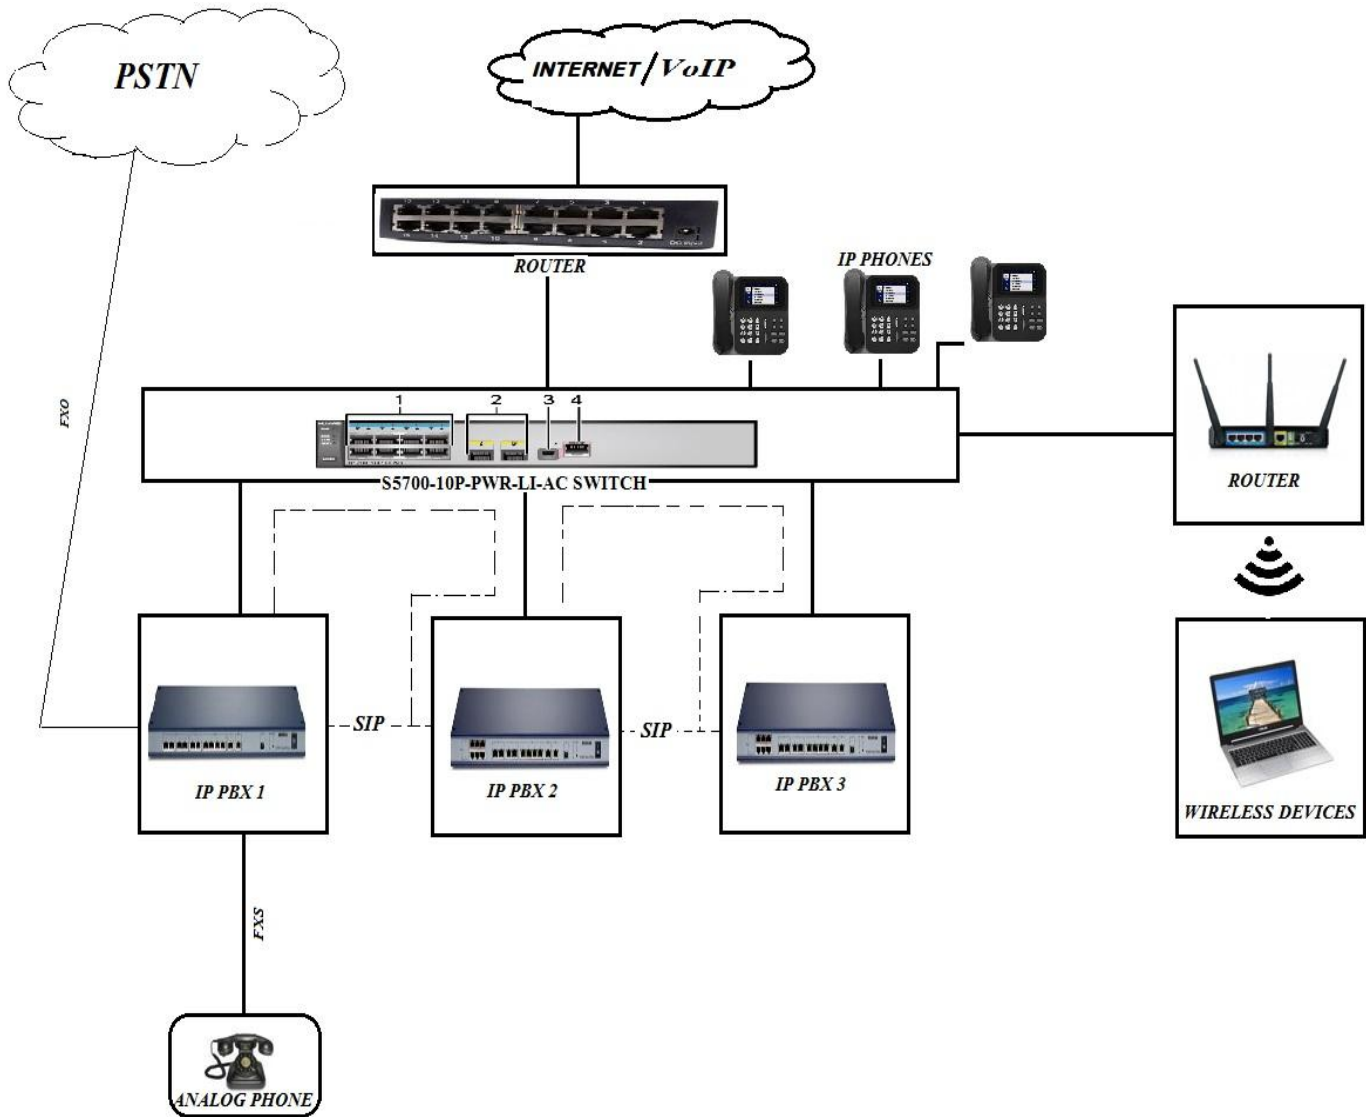 PSTN
INTERNET/VoIP
ROUTER
IP PHONES
FXO
1 2 3 4
S5700-10P-PWR-LI-AC SWITCH
ROUTER
SIP
SIP
IP PBX 1
IP PBX 2
IP PBX 3
WIRELESS DEVICES
FXS
ANALOG PHONE